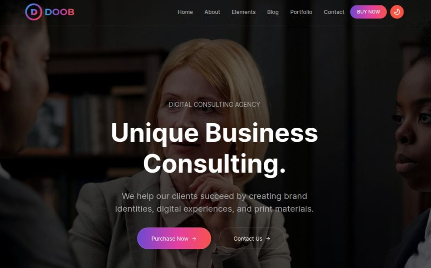 D DOOB
Home About Elements Blog Portfolio Contact BUY NOW
DIGITAL CONSULTING AGENCY
Unique Business
Consulting.
We help our clients succeed by creating brand
identities, digital experiences, and print materials.
Purchase Now → Contact Us →